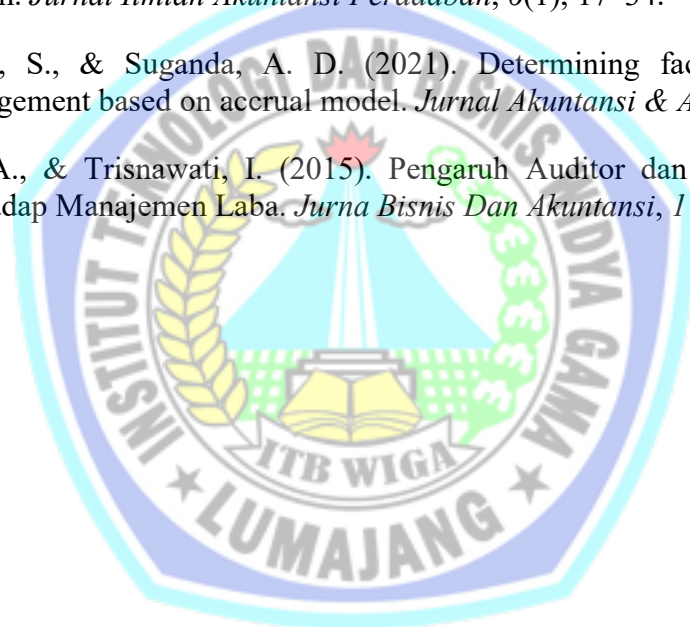 Jurnal Ilmiah Akuntansi Peradaban, 6(1), 17–34.
, S., & Suganda, A. D. (2021). Determining fac
gement based on accrual model. Jurnal Akuntansi & A
A., & Trisnawati, I. (2015). Pengaruh Auditor dan
adap Manajemen Laba. Jurna Bisnis Dan Akuntansi, 1
INSTITUT TEKNOLOGI DAN BISNIS WIDYA GAMA
ITB WIGA
LUMAJANG